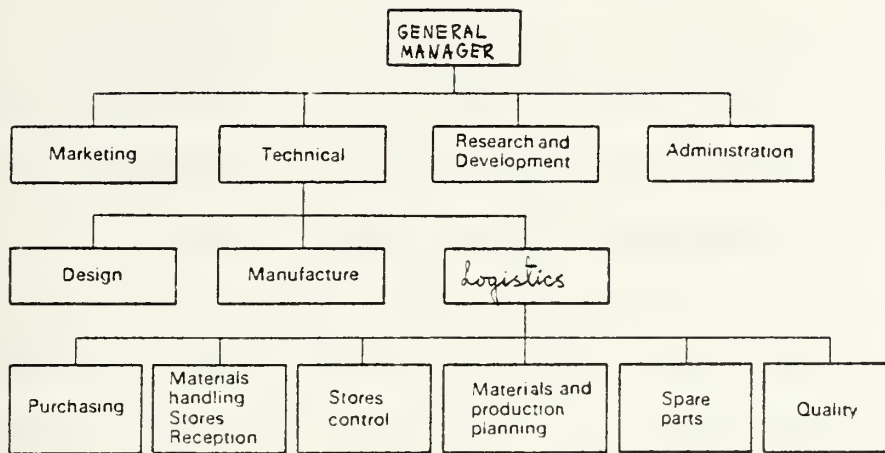 GENERAL
MANAGER
Marketing
Technical
Research and
Development
Administration
Design
Manufacture
Logistics
Purchasing
Materials
handling
Stores
Reception
Stores
control
Materials and
production
planning
Spare
parts
Quality